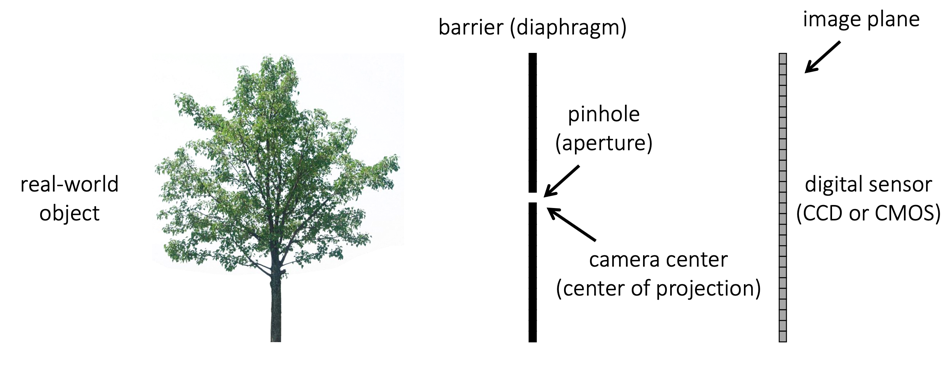 barrier (diaphragm)
image plane
pinhole
(aperture)
real-world
object
digital sensor
(CCD or CMOS)
camera center
(center of projection)